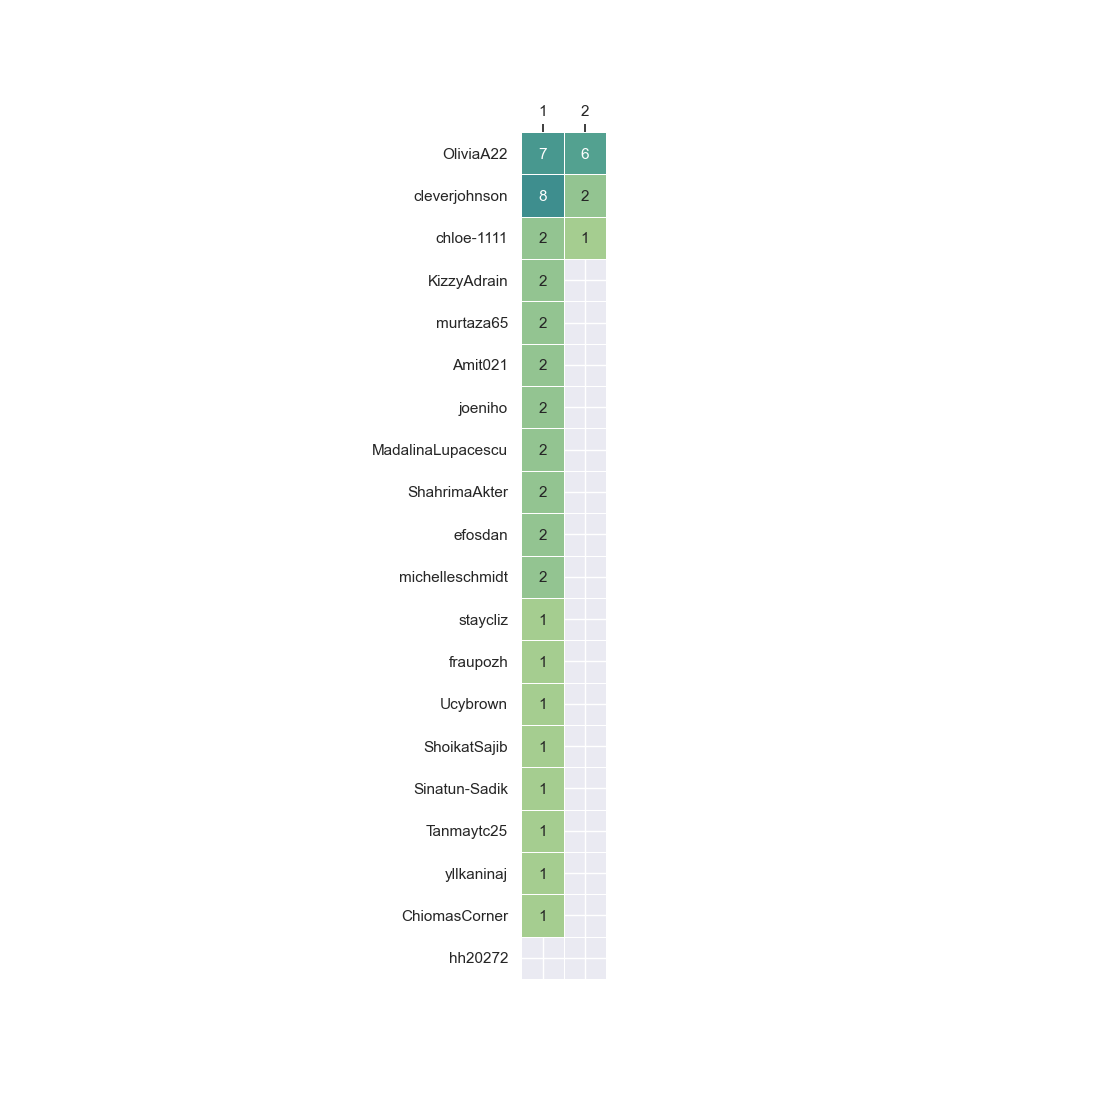 1 2
OliviaA22 7 6
cleverjohnson 8 2
chloe-1111 2 1
KizzyAdrain 2
murtaza65 2
Amit021 2
joeniho 2
MadalinaLupacescu 2
ShahrimaAkter 2
efosdan 2
michelleschmidt 2
staycliz 1
fraupozh 1
Ucybrown 1
ShoikatSajib 1
Sinatun-Sadik 1
Tanmaytc25 1
yllkaninaj 1
ChiomasCorner 1
hh20272